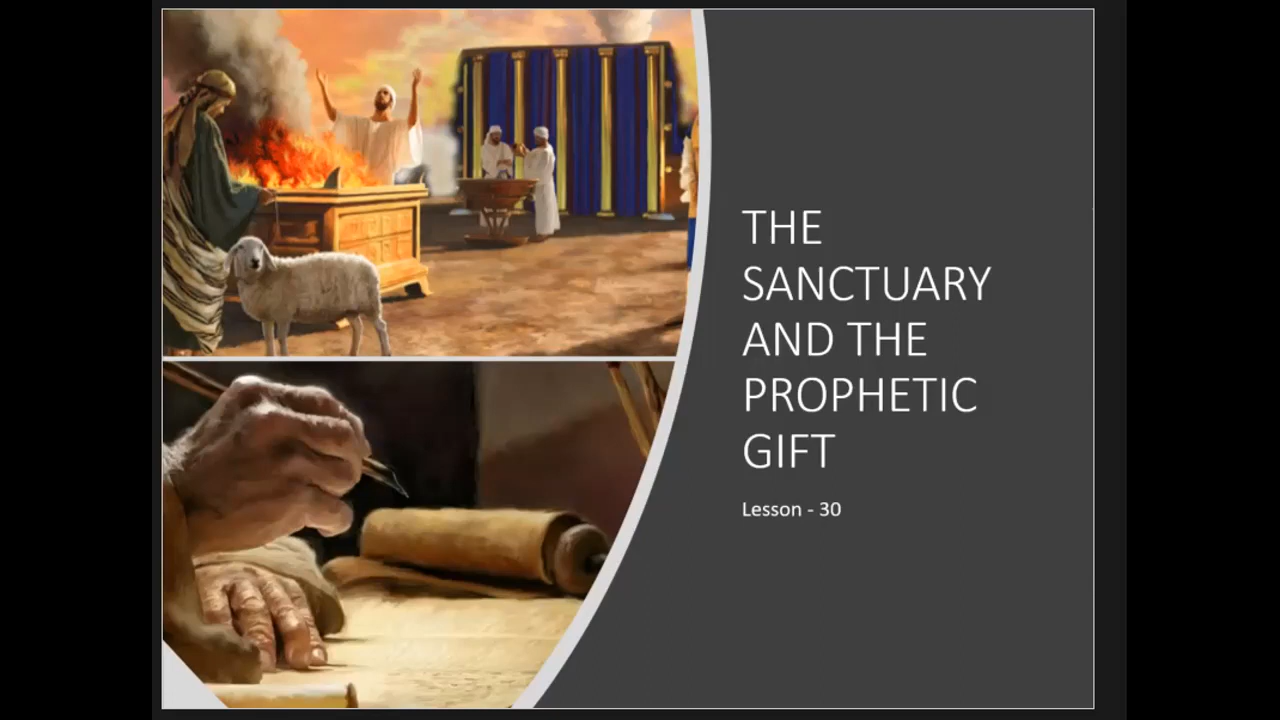 THE
SANCTUARY
AND THE
PROPHETIC
GIFT
Lesson - 30